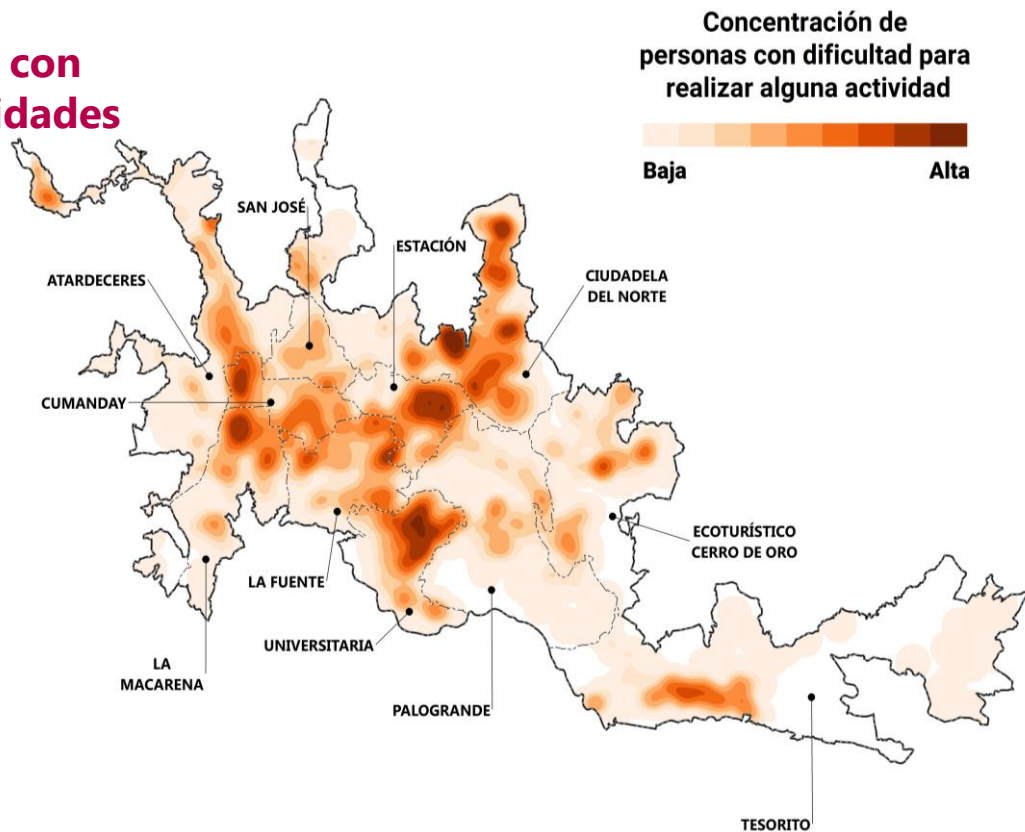 con
idades
Concentración de
personas con dificultad para
realizar alguna actividad
Baja
Alta
SAN JOSÉ
ESTACIÓN
ATARDECERES
CIUDADELA
DEL NORTE
CUMANDAY
ECOTURÍSTICO
CERRO DE ORO
LA FUENTE
UNIVERSITARIA
LA
MACARENA
PALOGRANDE
TESORITO